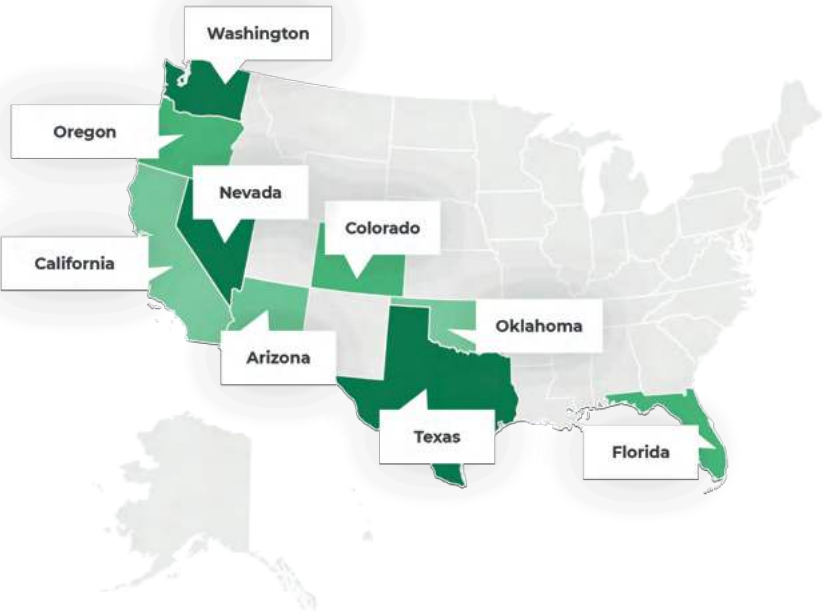 Washington
Oregon
Nevada
Colorado
California
Oklahoma
Arizona
Texas
Florida